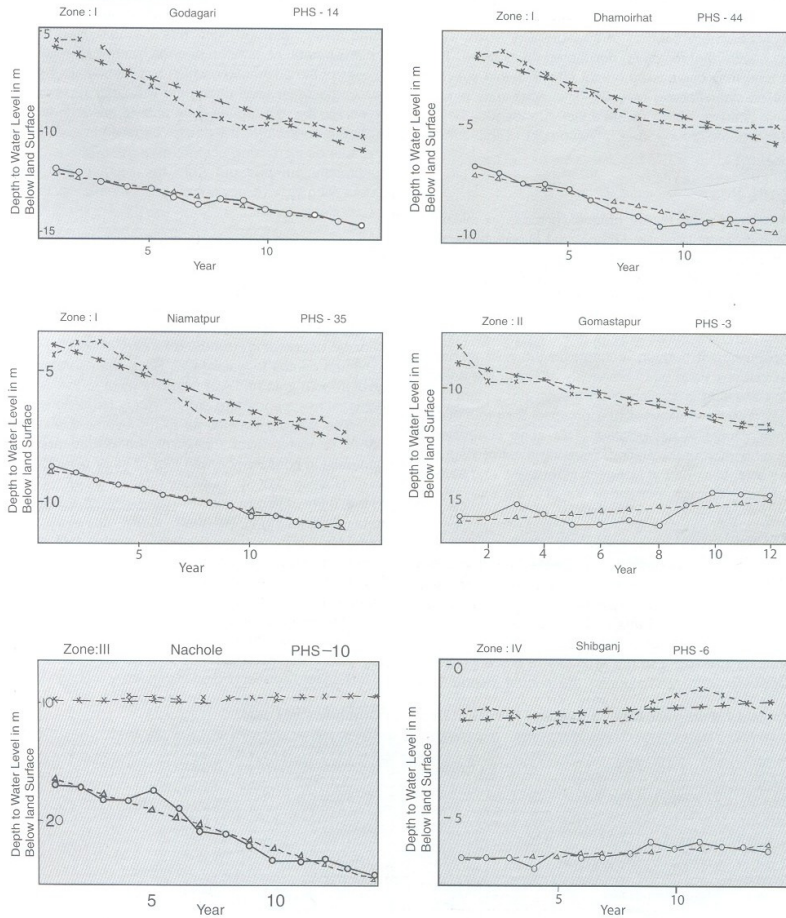 Zone : I Godagari PHS - 14
Depth to Water Level in m
Below land Surface
5
-10
-15
5 10
Year
Zone : I Dhamoirhat PHS - 44
Depth to Water Level in m
Below land Surface
-5
-10
5 10
Year
Zone : I Niamatpur PHS - 35
Depth to Water Level in m
Below land Surface
-5
10
5 10
Year
Zone : II Gomastapur PHS -3
Depth to Water Level in m
Below land Surface
-10
15
2 4 6 8 10 12
Year
Zone:III Nachole PHS-10
Depth to Water Level in m
Below land Surface
10
20
5 10
Year
Zone : IV Shibganj PHS -6
Depth to Water Level in m
Below land Surface
-0
-5
5 10
Year